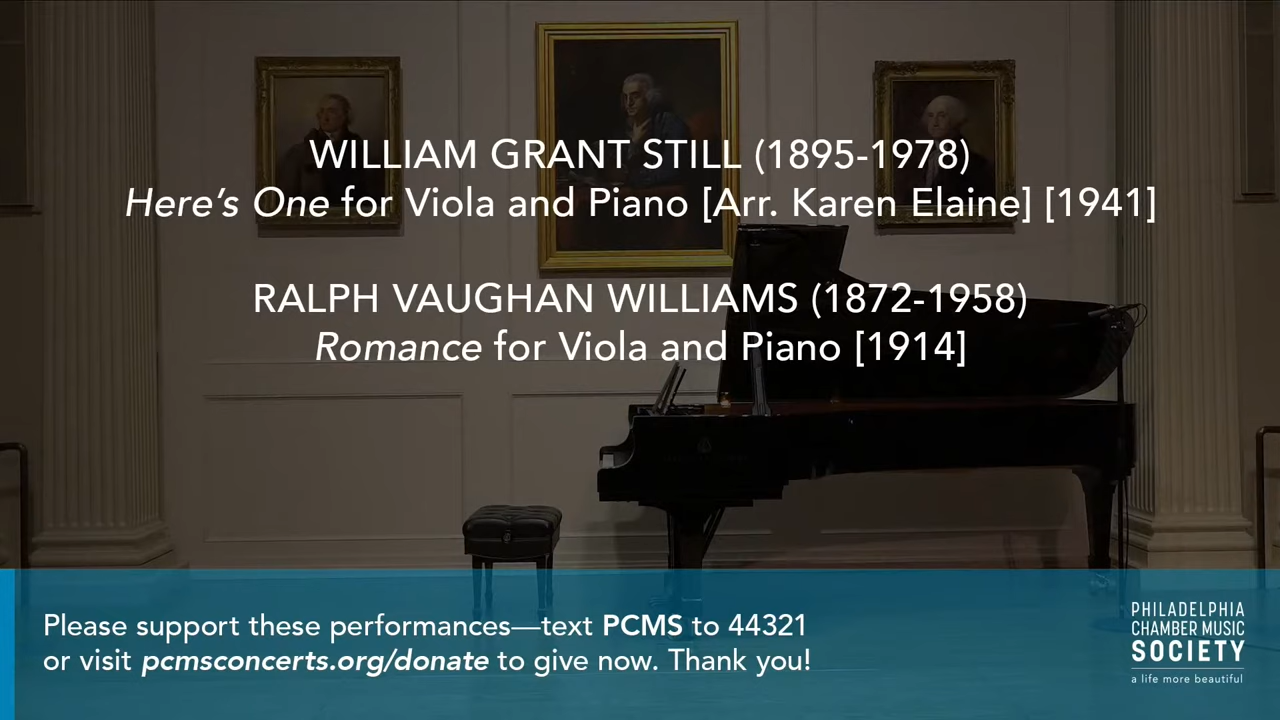 WILLIAM GRANT STILL (1895-1978)
Here's One for Viola and Piano [Arr. Karen Elaine] [1941]
RALPH VAUGHAN WILLIAMS (1872-1958)
Romance for Viola and Piano [1914]
Please support these performances—text PCMS to 44321
or visit pcmsconcerts.org/donate to give now. Thank you!
PHILADELPHIA
CHAMBER MUSIC
SOCIETY
a life more beautiful